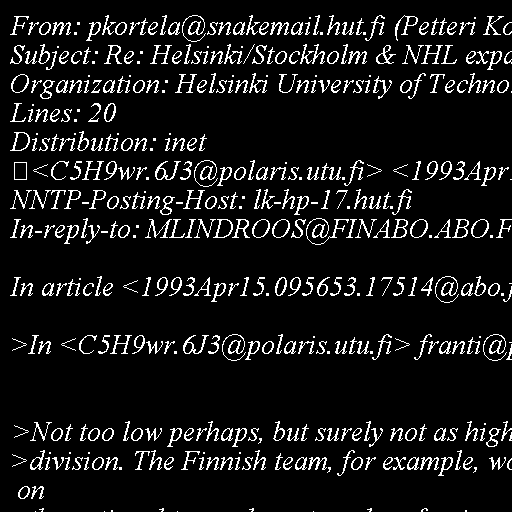 From: pkortela@snakemail.hut.fi (Petteri Ko
Subject: Re: Helsinki/Stockholm & NHL expa
Organization: Helsinki University of Techno
Lines: 20
Distribution: inet
<C5H9wr.6J3@polaris.utu.fi> <1993Apr1
NNTP-Posting-Host: lk-hp-17.hut.fi
In-reply-to: MLINDROOS@FINABO.ABO.F
In article <1993Apr15.095653.17514@abo.f
>In <C5H9wr.6J3@polaris.utu.fi> franti@p
>Not too low perhaps, but surely not as high
>division. The Finnish team, for example, wo
on